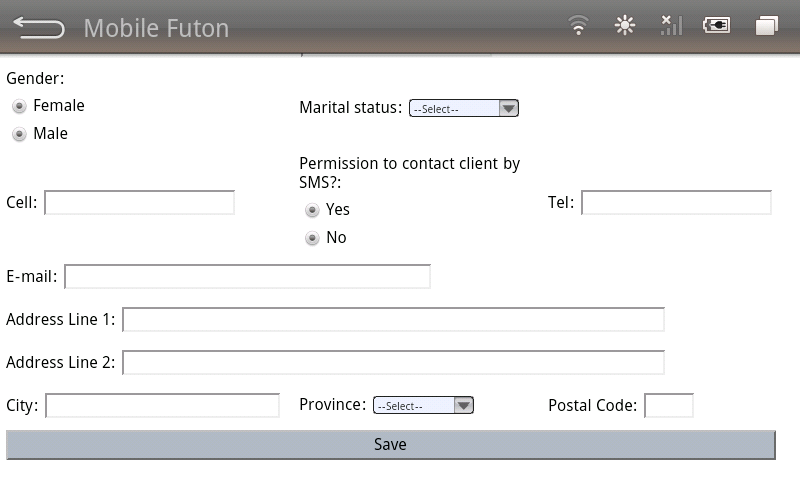 Mobile Futon
Gender:
Female
Male
Marital status: --Select--
Permission to contact client by
SMS?:
Yes
No
Cell:
Tel:
E-mail:
Address Line 1:
Address Line 2:
City:
Province: --Select--
Postal Code:
Save